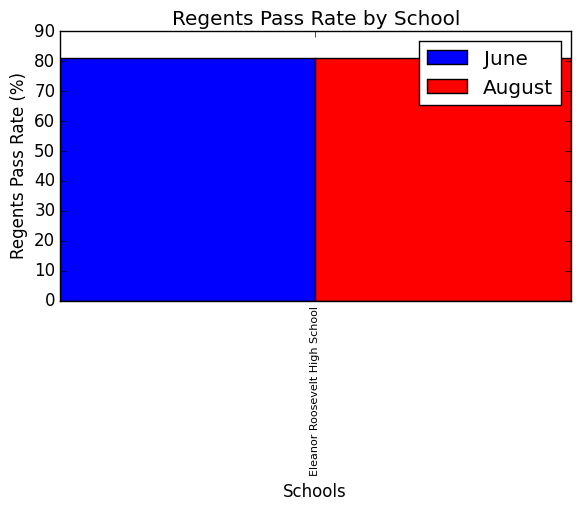 Regents Pass Rate by School
90
80
70
60
50
40
30
20
10
0
Regents Pass Rate (%)
June
August
Eleanor Roosevelt High School
Schools